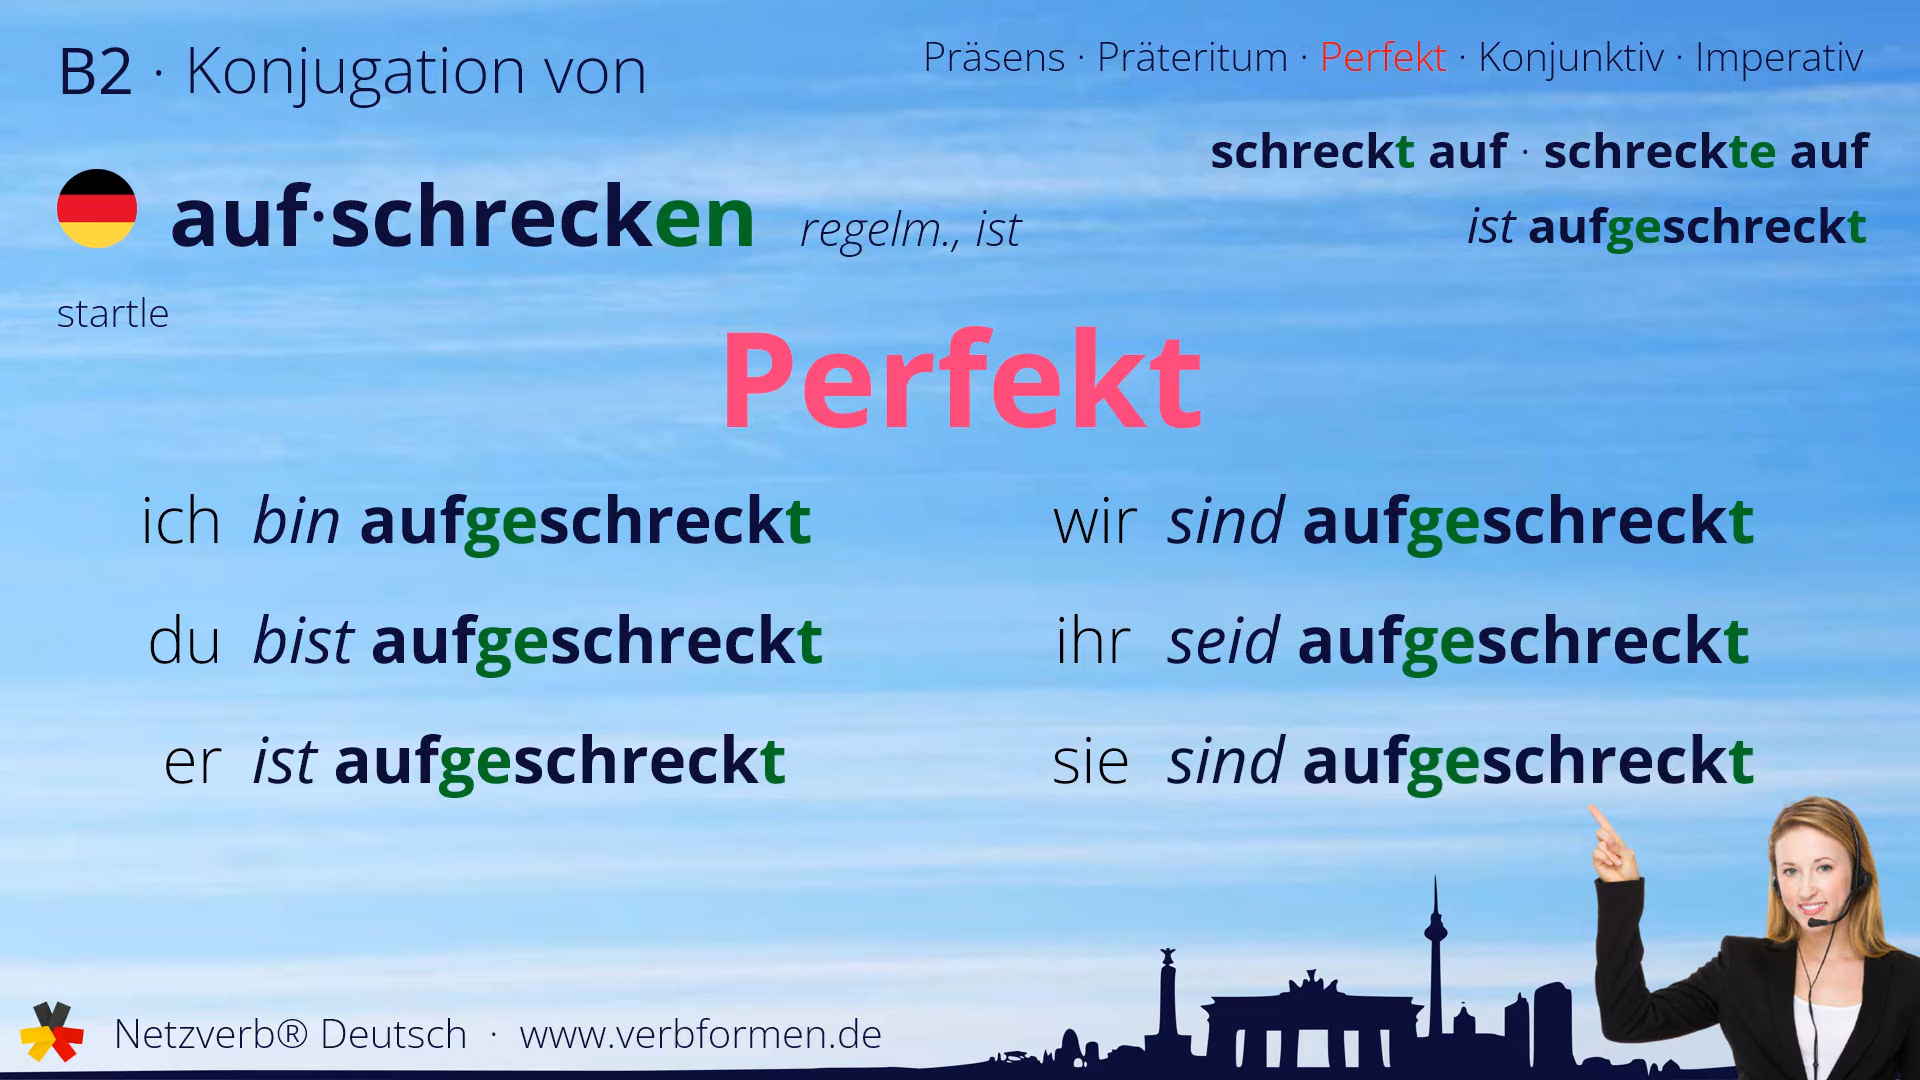 B2 · Konjugation von
Präsens · Präteritum · Perfekt · Konjunktiv · Imperativ
auf·schrecken regelm., ist
schreckt auf · schreckte auf
ist aufgeschreckt
startle
Perfekt
ich bin aufgeschreckt
du bist aufgeschreckt
er ist aufgeschreckt
wir sind aufgeschreckt
ihr seid aufgeschreckt
sie sind aufgeschreckt
Netzverb® Deutsch · www.verbformen.de